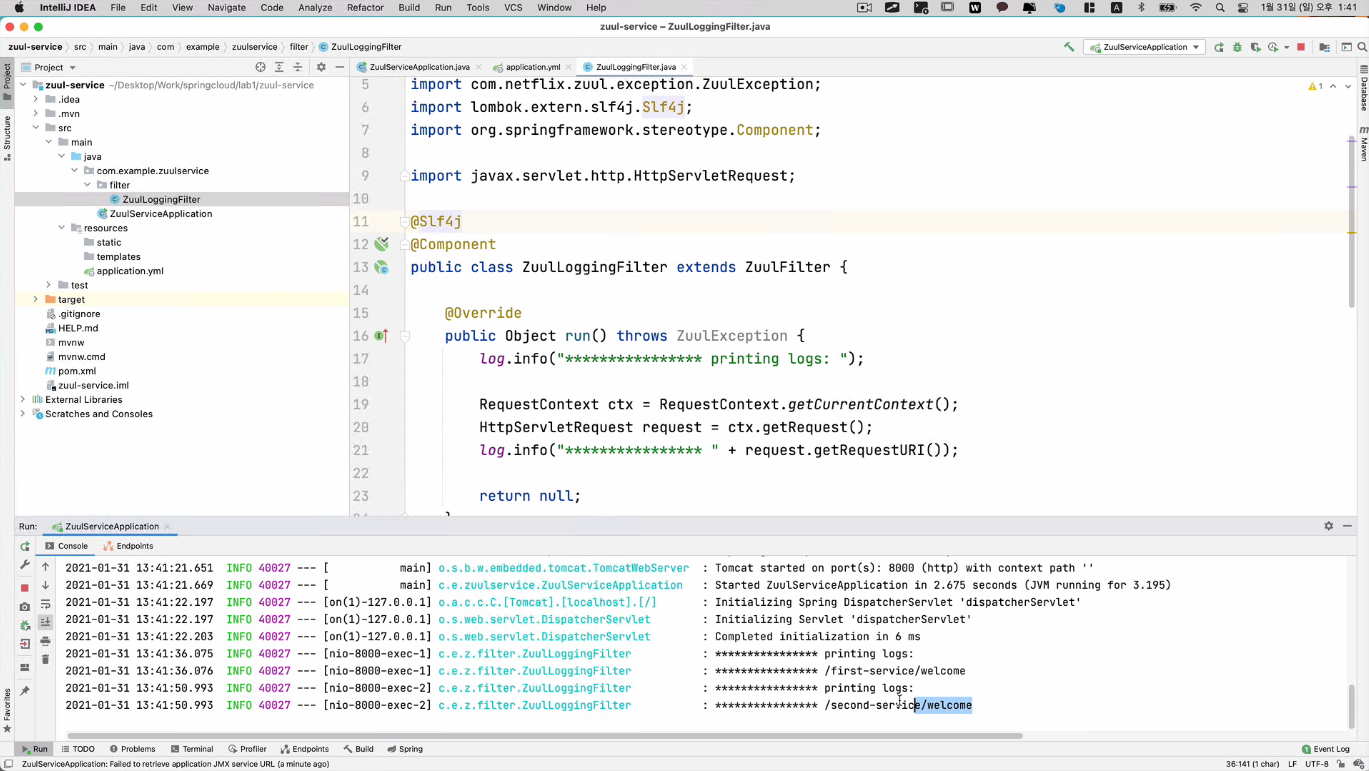 IntelliJ IDEA File Edit View Navigate Code Analyze Refactor Build Run Tools VCS Window Help
A
1월 31일 (일) 오후 1:41
zuul-service – ZuulLoggingFilter.java
zuul-service src main java com example zuulservice filter ZuulLoggingFilter
ZuulServiceApplication
Project
ZuulServiceApplication.java application.yml ZuulLoggingFilter.java
zuul-service ~/Desktop/Work/springcloud/lab1/zuul-service
.idea
.mvn
src
main
java
com.example.zuulservice
filter
ZuulLoggingFilter
ZuulServiceApplication
resources
static
templates
application.yml
test
target
.gitignore
HELP.md
mvnw
mvnw.cmd
pom.xml
zuul-service.iml
External Libraries
Scratches and Consoles
Project
Structure
Favorites
Database
Maven
1
5 import com.netflix.zuul.exception.ZuulException;
6 import lombok.extern.slf4j.Slf4j;
7 import org.springframework.stereotype.Component;
8
9 import javax.servlet.http.HttpServletRequest;
10
11 @Slf4j
12 @Component
13 public class ZuulLoggingFilter extends ZuulFilter {
14
15 @Override
16 public Object run() throws ZuulException {
17 log.info("**************** printing logs: ");
18
19 RequestContext ctx = RequestContext.getCurrentContext();
20 HttpServletRequest request = ctx.getRequest();
21 log.info("**************** " + request.getRequestURI());
22
23 return null;
Run: ZuulServiceApplication
Console Endpoints
2021-01-31 13:41:21.651 INFO 40027 --- [ main] o.s.b.w.embedded.tomcat.TomcatWebServer : Tomcat started on port(s): 8000 (http) with context path ''
2021-01-31 13:41:21.669 INFO 40027 --- [ main] c.e.zuulservice.ZuulServiceApplication : Started ZuulServiceApplication in 2.675 seconds (JVM running for 3.195)
2021-01-31 13:41:22.197 INFO 40027 --- [on(1)-127.0.0.1] o.a.c.c.C.[Tomcat].[localhost].[/] : Initializing Spring DispatcherServlet 'dispatcherServlet'
2021-01-31 13:41:22.197 INFO 40027 --- [on(1)-127.0.0.1] o.s.web.servlet.DispatcherServlet : Initializing Servlet 'dispatcherServlet'
2021-01-31 13:41:22.203 INFO 40027 --- [on(1)-127.0.0.1] o.s.web.servlet.DispatcherServlet : Completed initialization in 6 ms
2021-01-31 13:41:36.075 INFO 40027 --- [nio-8000-exec-1] c.e.z.filter.ZuulLoggingFilter : **************** printing logs:
2021-01-31 13:41:36.076 INFO 40027 --- [nio-8000-exec-1] c.e.z.filter.ZuulLoggingFilter : **************** /first-service/welcome
2021-01-31 13:41:50.993 INFO 40027 --- [nio-8000-exec-2] c.e.z.filter.ZuulLoggingFilter : **************** printing logs:
2021-01-31 13:41:50.993 INFO 40027 --- [nio-8000-exec-2] c.e.z.filter.ZuulLoggingFilter : **************** /second-service/welcome
Run TODO Problems Terminal Profiler Endpoints Build Spring Event Log
ZuulServiceApplication: Failed to retrieve application JMX service URL (a minute ago) 36:141 (1 char) LF UTF-8